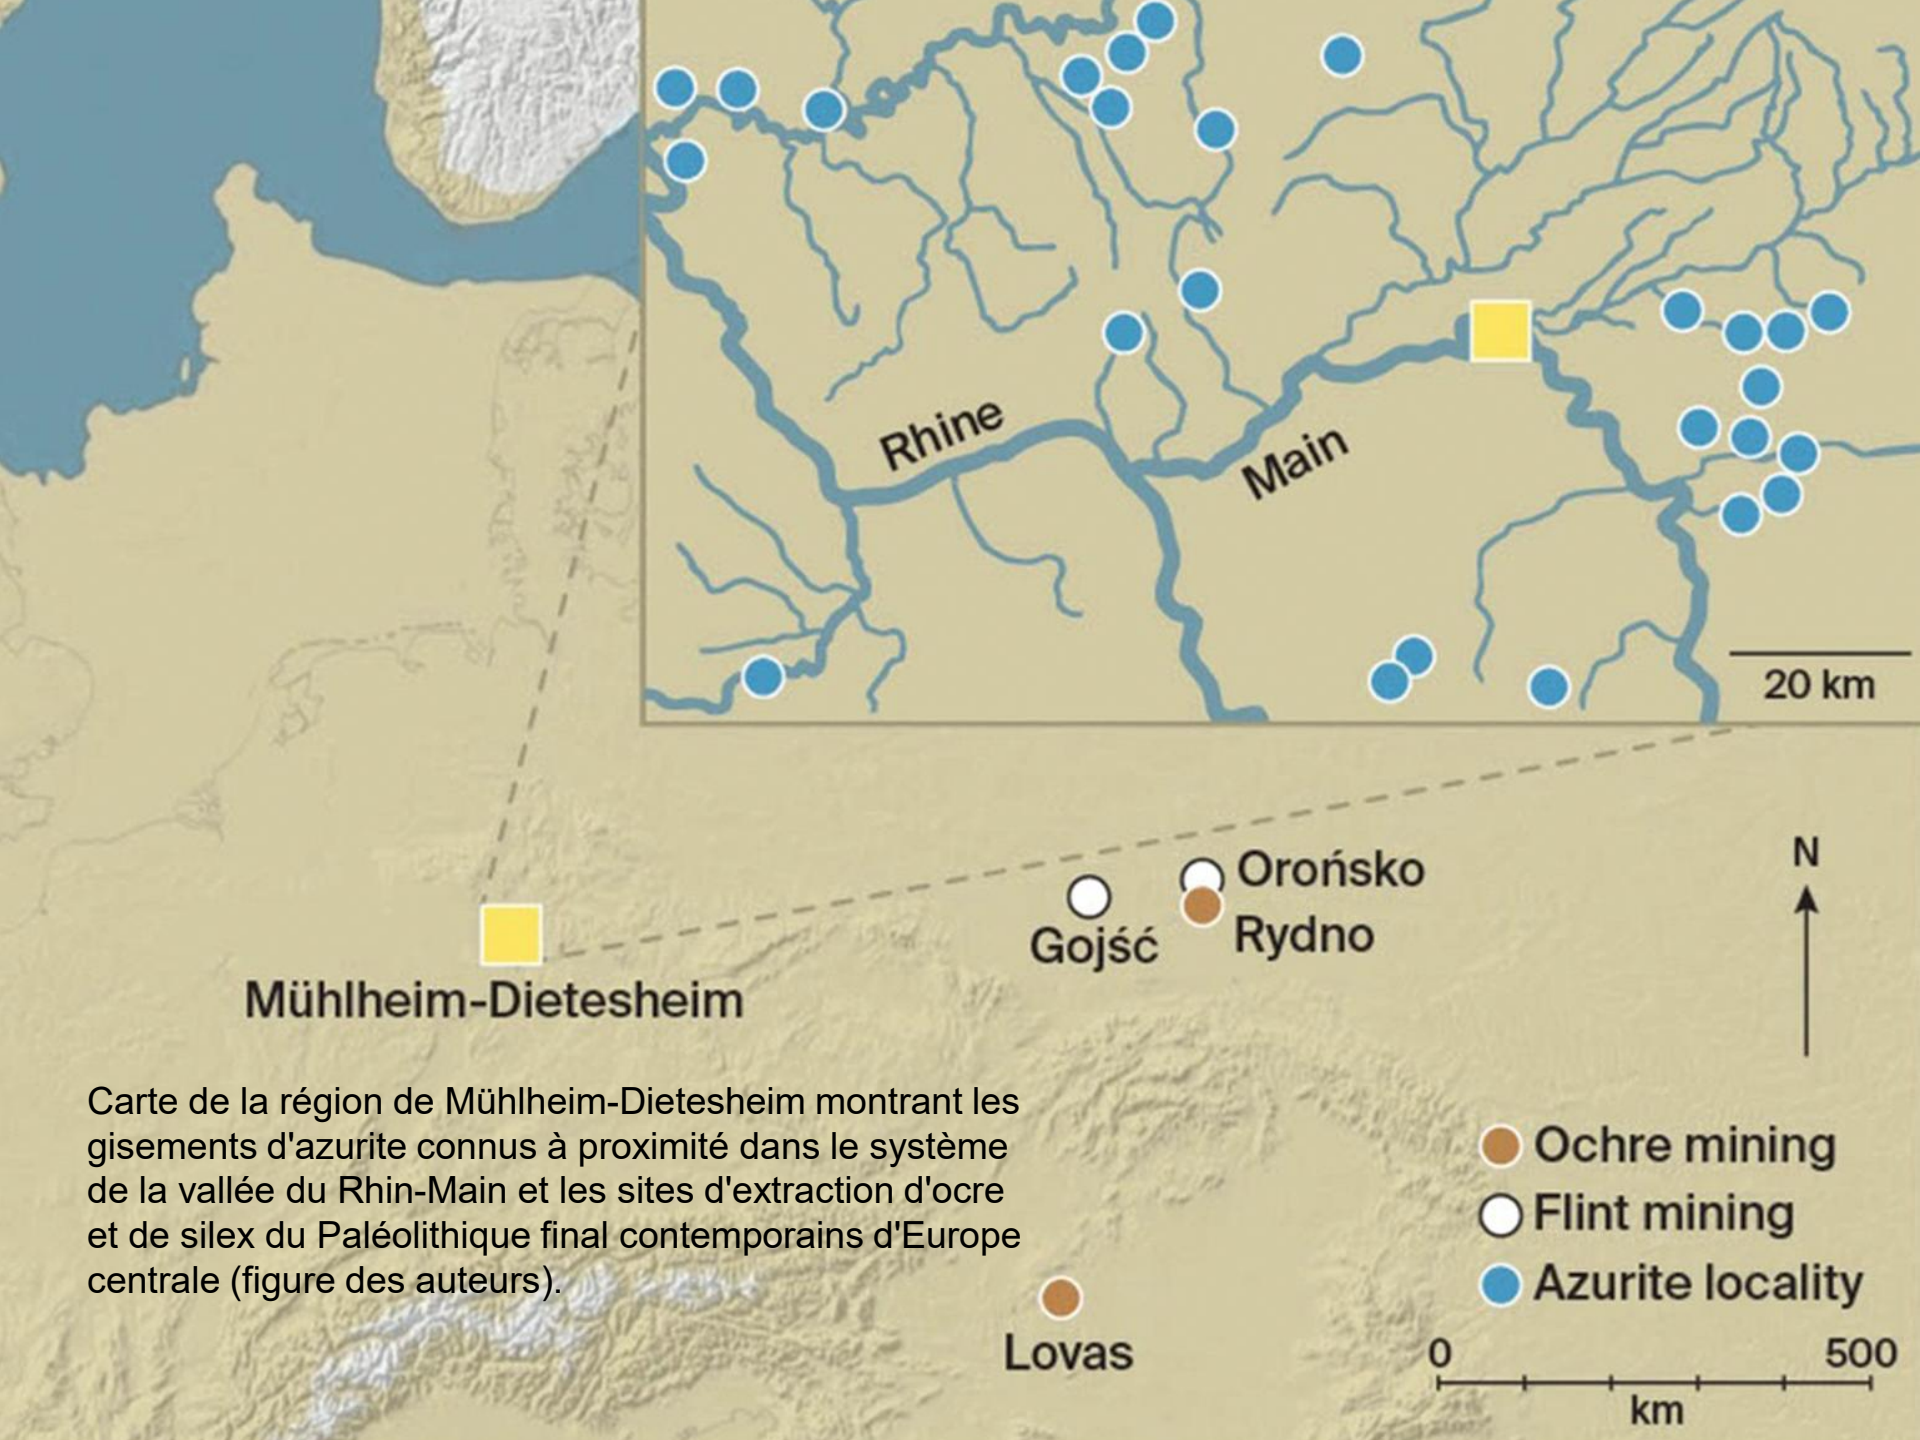 Rhine
Main
20 km
Orońsko
Gojść
Rydno
N
Mühlheim-Dietesheim
Carte de la région de Mühlheim-Dietesheim montrant les
gisements d'azurite connus à proximité dans le système
de la vallée du Rhin-Main et les sites d'extraction d'ocre
et de silex du Paléolithique final contemporains d'Europe
centrale (figure des auteurs).
Ochre mining
Flint mining
Azurite locality
Lovas
0 500
km